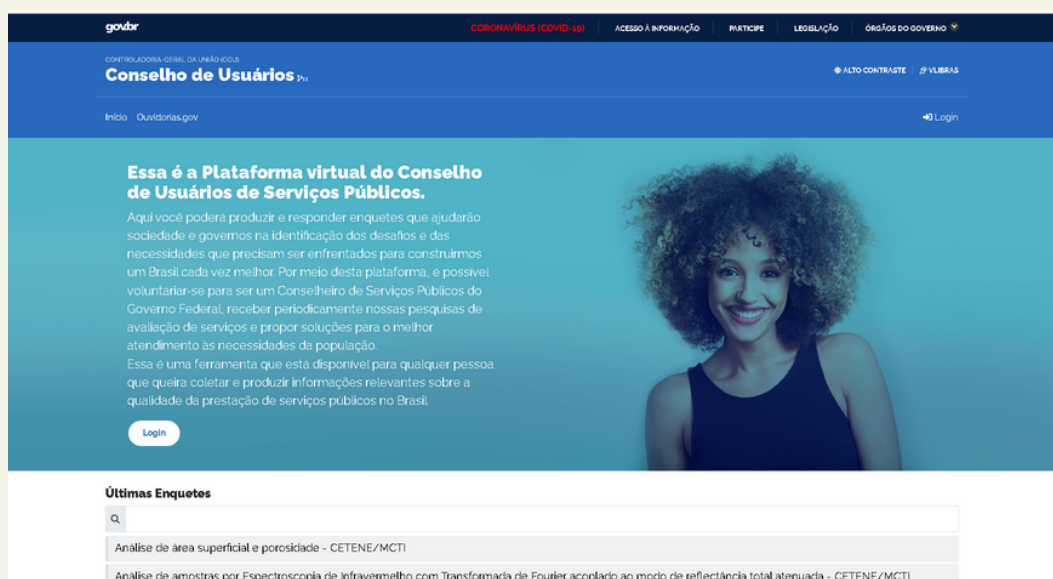 gov.br
CORONAVÍRUS (COVID-19) ACESSO À INFORMAÇÃO PARTICIPE LEGISLAÇÃO ÓRGÃOS DO GOVERNO
CONTROLADORIA-GERAL DA UNIÃO (CGU)
Conselho de Usuários
ALTO CONTRASTE VLIBRAS
Início Ouvidorias.gov Login
Essa é a Plataforma virtual do Conselho
de Usuários de Serviços Públicos.
Aqui você poderá produzir e responder enquetes que ajudarão
sociedade e governos na identificação dos desafios e das
necessidades que precisam ser enfrentados para construirmos
um Brasil cada vez melhor. Por meio desta plataforma, é possível
voluntariar-se para ser um Conselheiro de Serviços Públicos do
Governo Federal, receber periodicamente nossas pesquisas de
avaliação de serviços e propor soluções para o melhor
atendimento às necessidades da população.
Essa é uma ferramenta que está disponível para qualquer pessoa
que queira coletar e produzir informações relevantes sobre a
qualidade da prestação de serviços públicos no Brasil.
Login
Últimas Enquetes
Análise de área superficial e porosidade - CETENE/MCTI
Análise de amostras por Espectroscopia de Infravermelho com Transformada de Fourier acoplado ao modo de reflectância total atenuada - CETENE/MCTI